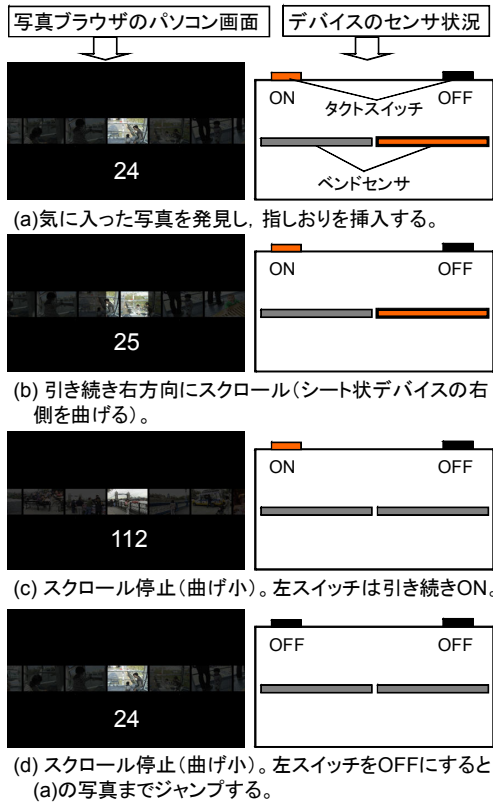 写真ブラウザのパソコン画面
デバイスのセンサ状況
24
ON
タクトスイッチ
OFF
ベンドセンサ
(a)気に入った写真を発見し，指しおりを挿入する。
25
ON
OFF
(b) 引き続き右方向にスクロール（シート状デバイスの右
側を曲げる）。
112
ON
OFF
(c) スクロール停止（曲げ小）。左スイッチは引き続きON。
24
OFF
OFF
(d) スクロール停止（曲げ小）。左スイッチをOFFにすると
(a)の写真までジャンプする。